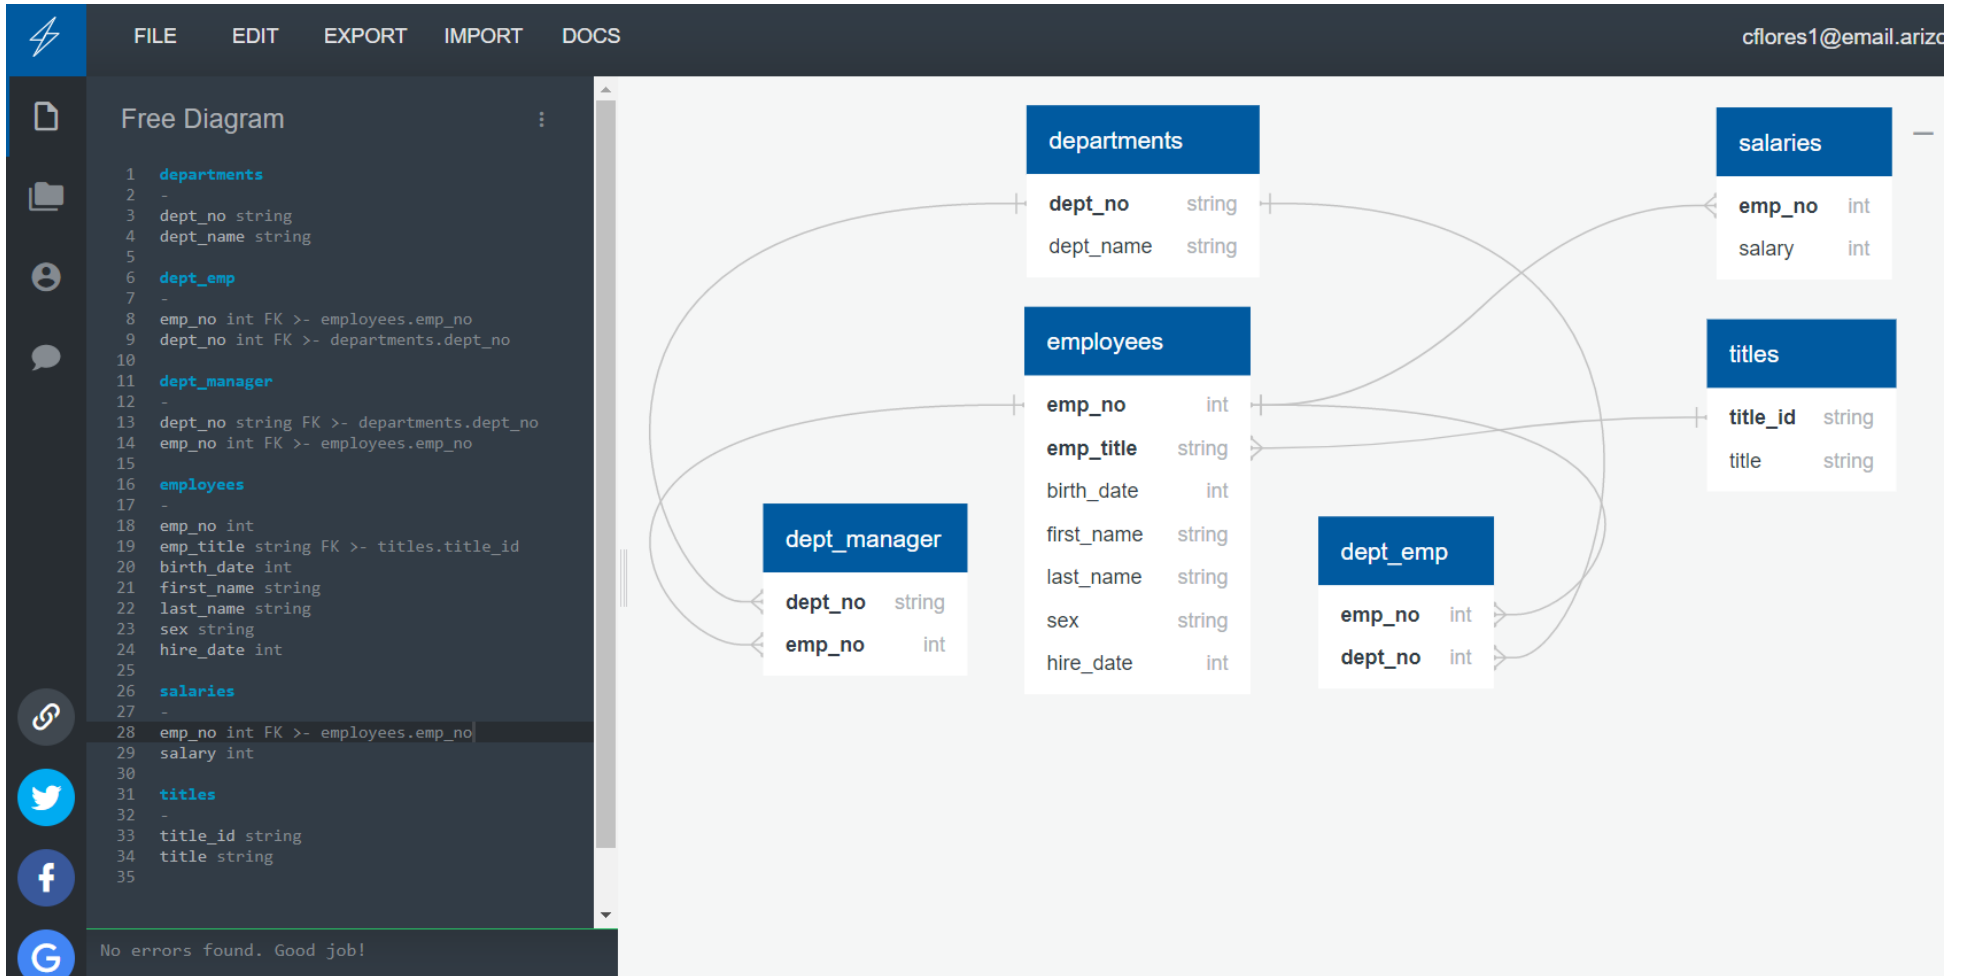 FILE EDIT EXPORT IMPORT DOCS
cflores1@email.arizo
Free Diagram
1 departments
2 -
3 dept_no string
4 dept_name string
5
6 dept_emp
7 -
8 emp_no int FK >- employees.emp_no
9 dept_no int FK >- departments.dept_no
10
11 dept_manager
12 -
13 dept_no string FK >- departments.dept_no
14 emp_no int FK >- employees.emp_no
15
16 employees
17 -
18 emp_no int
19 emp_title string FK >- titles.title_id
20 birth_date int
21 first_name string
22 last_name string
23 sex string
24 hire_date int
25
26 salaries
27 -
28 emp_no int FK >- employees.emp_no
29 salary int
30
31 titles
32 -
33 title_id string
34 title string
35
No errors found. Good job!
departments
dept_no string
dept_name string
salaries
emp_no int
salary int
employees
emp_no int
emp_title string
birth_date int
first_name string
last_name string
sex string
hire_date int
titles
title_id string
title string
dept_manager
dept_no string
emp_no int
dept_emp
emp_no int
dept_no int
f
G